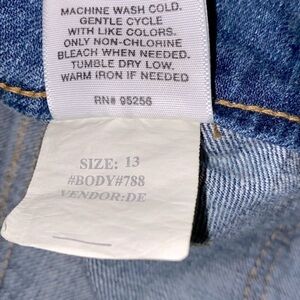 MACHINE WASH COLD.
GENTLE CYCLE
WITH LIKE COLORS.
ONLY NON-CHLORINE
BLEACH WHEN NEEDED.
TUMBLE DRY LOW.
WARM IRON IF NEEDED
RN# 95256
SIZE: 13
#BODY#788
VENDOR:DE